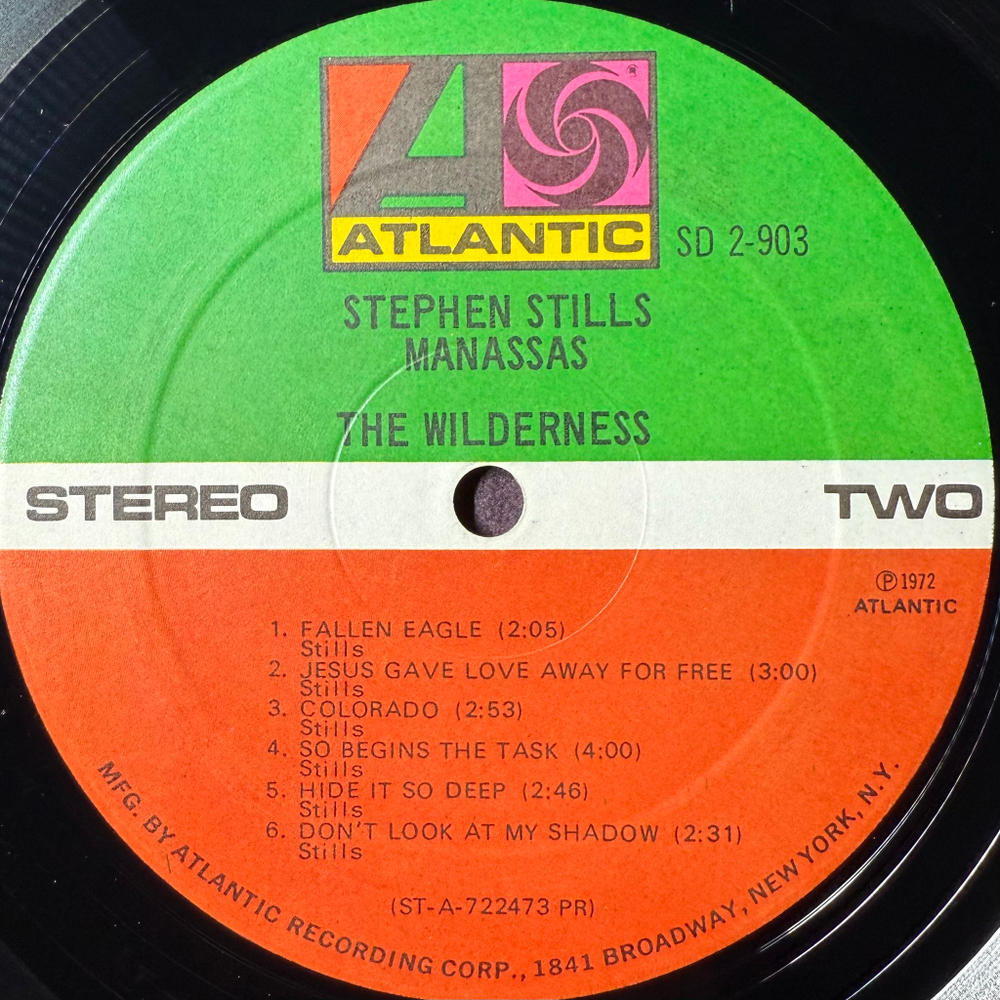 ATLANTIC
SD 2-903
STEPHEN STILLS
MANASSAS
THE WILDERNESS
STEREO
TWO
℗ 1972
ATLANTIC
1. FALLEN EAGLE (2:05)
Stills
2. JESUS GAVE LOVE AWAY FOR FREE (3:00)
Stills
3. COLORADO (2:53)
Stills
4. SO BEGINS THE TASK (4:00)
Stills
5. HIDE IT SO DEEP (2:46)
Stills
6. DON'T LOOK AT MY SHADOW (2:31)
Stills
(ST-A-722473 PR)
MFG. BY ATLANTIC RECORDING CORP., 1841 BROADWAY, NEW YORK, N.Y.